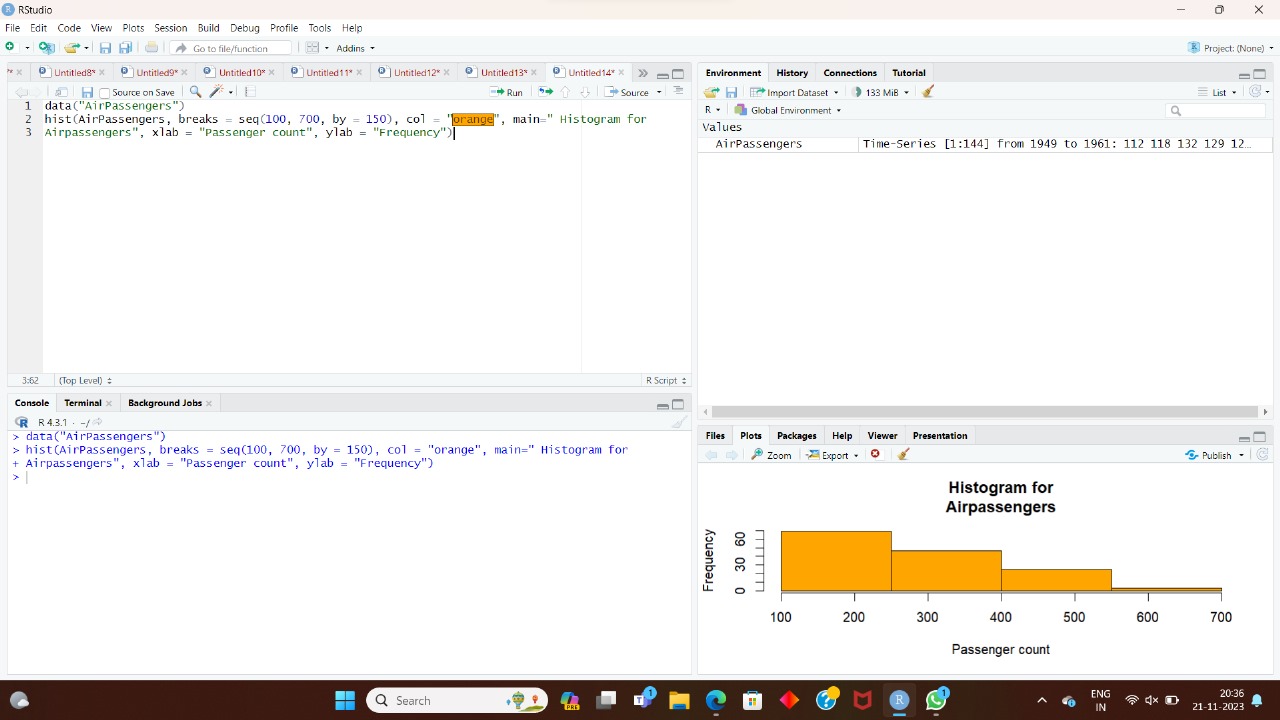 RStudio
File Edit Code View Plots Session Build Debug Profile Tools Help
Go to file/function Addins Project: (None)
Untitled8* Untitled9* Untitled10* Untitled11* Untitled12* Untitled13* Untitled14*
Source on Save Run Source
1 data("AirPassengers")
2 hist(AirPassengers, breaks = seq(100, 700, by = 150), col = "orange", main=" Histogram for
3 Airpassengers", xlab = "Passenger count", ylab = "Frequency")
3:62 (Top Level) R Script
Console Terminal Background Jobs
R 4.3.1 · ~/
> data("AirPassengers")
> hist(AirPassengers, breaks = seq(100, 700, by = 150), col = "orange", main=" Histogram for
+ Airpassengers", xlab = "Passenger count", ylab = "Frequency")
>
Environment History Connections Tutorial
Import Dataset 133 MiB List
R Global Environment
Values
AirPassengers Time-Series [1:144] from 1949 to 1961: 112 118 132 129 12…
Files Plots Packages Help Viewer Presentation
Zoom Export Publish
Histogram for
Airpassengers
Frequency
0 30 60
100 200 300 400 500 600 700
Passenger count
Search
PRE
1
1
ENG
IN
20:36
21-11-2023